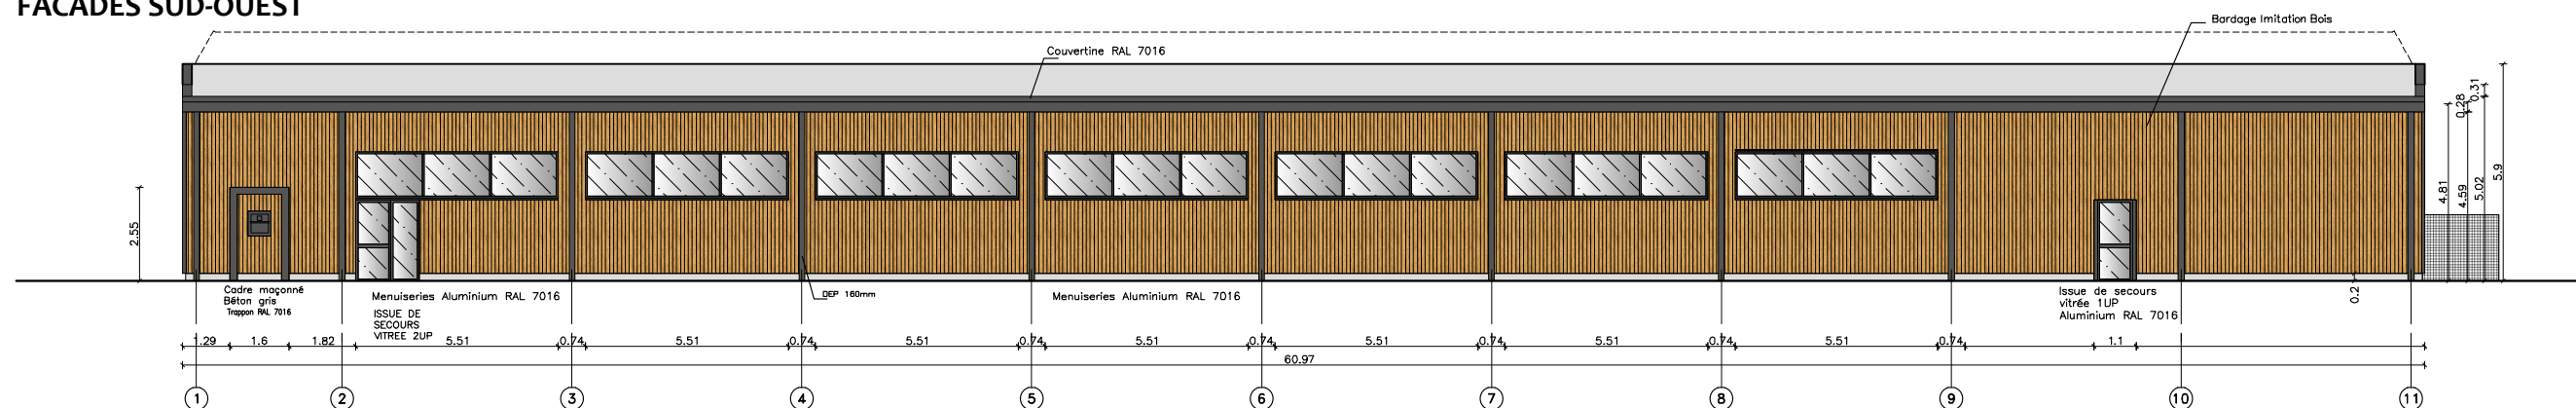 FACADES SUD-OUEST
Bardage Imitation Bois
Couvertine RAL 7016
0.31
0.28
5.9
4.81
4.59
5.02
2.55
Cadre maçonné
Béton gris
Trappon RAL 7016
Menuiseries Aluminium RAL 7016
ISSUE DE
SECOURS
VITREE 2UP
DEP 160mm
Menuiseries Aluminium RAL 7016
Issue de secours
vitrée 1UP
Aluminium RAL 7016
0.2
1.29 1.6 1.82 5.51 0.74 5.51 0.74 5.51 0.74 5.51 0.74 5.51 0.74 5.51 0.74 5.51 0.74 1.1
60.97
1 2 3 4 5 6 7 8 9 10 11